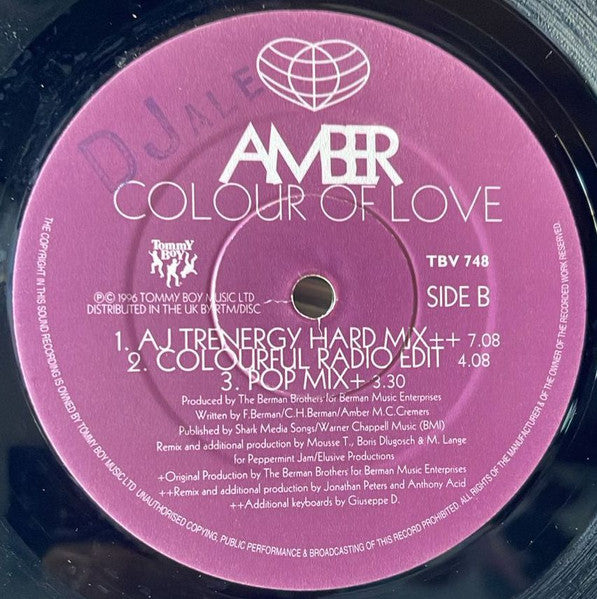 DJ ALE
AMBER
COLOUR OF LOVE
Tommy
Boy
TBV 748
SIDE B
℗© 1996 TOMMY BOY MUSIC LTD
DISTRIBUTED IN THE UK BY RTM/DISC
1. AJ TRENERGY HARD MIX++ 7.08
2. COLOURFUL RADIO EDIT 4.08
3. POP MIX+ 3.30
Produced by The Berman Brothers for Berman Music Enterprises
Written by F.Berman/C.H.Berman/Amber M.C.Cremers
Published by Shark Media Songs/Warner Chappell Music (BMI)
Remix and additional production by Mousse T., Boris Dlugosch & M. Lange
for Peppermint Jam/Elusive Productions
+Original Production by The Berman Brothers for Berman Music Enterprises
++Remix and additional production by Jonathan Peters and Anthony Acid
++Additional keyboards by Giuseppe D.
THE COPYRIGHT IN THIS SOUND RECORDING IS OWNED BY TOMMY BOY MUSIC LTD. UNAUTHORISED COPYING, PUBLIC PERFORMANCE & BROADCASTING OF THIS RECORD PROHIBITED. ALL RIGHTS OF THE MANUFACTURER & OF THE OWNER OF THE RECORDED WORK RESERVED.